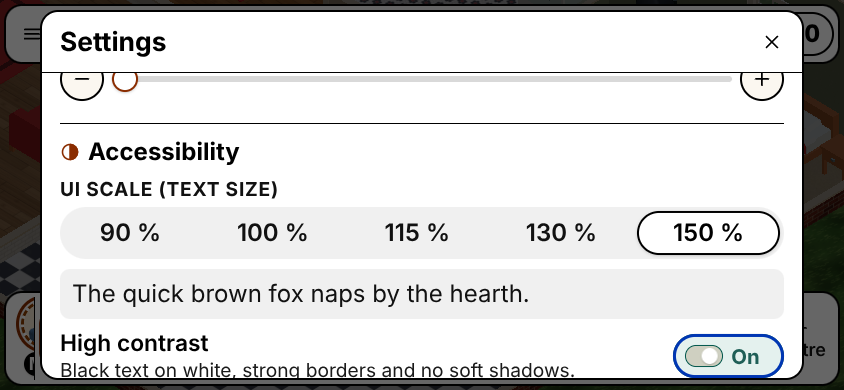 Settings
0
Accessibility
UI SCALE (TEXT SIZE)
90 %
100 %
115 %
130 %
150 %
The quick brown fox naps by the hearth.
High contrast
On
Black text on white, strong borders and no soft shadows.